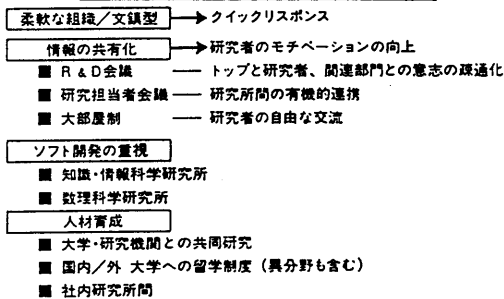 柔軟な組織/文鎮型 → クイックリスポンス
情報の共有化 → 研究者のモチベーションの向上
■ R&D会議 — トップと研究者、関連部門との意志の疎通化
■ 研究担当者会議 — 研究所間の有機的連携
■ 大部屋制 — 研究者の自由な交流
ソフト開発の重視
■ 知識・情報科学研究所
■ 数理科学研究所
人材育成
■ 大学・研究機関との共同研究
■ 国内/外 大学への留学制度(異分野も含む)
■ 社内研究所間